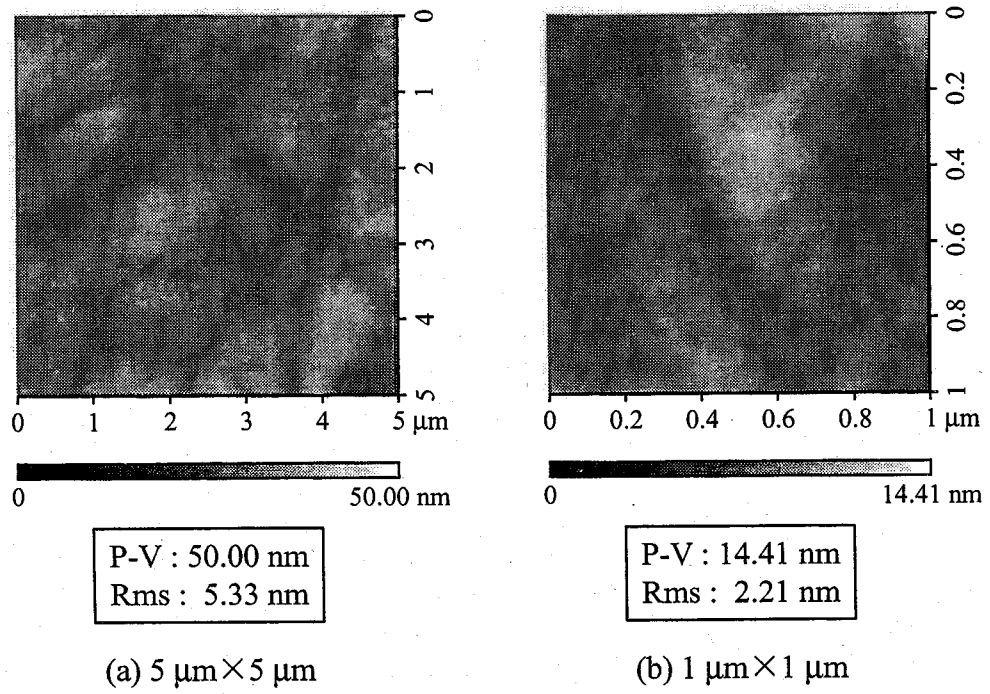 0
1
2
3
4
5
0 1 2 3 4 5 μm
0 50.00 nm
P-V : 50.00 nm
Rms : 5.33 nm
(a) 5 μm×5 μm
0
0.2
0.4
0.6
0.8
1
0 0.2 0.4 0.6 0.8 1 μm
0 14.41 nm
P-V : 14.41 nm
Rms : 2.21 nm
(b) 1 μm×1 μm